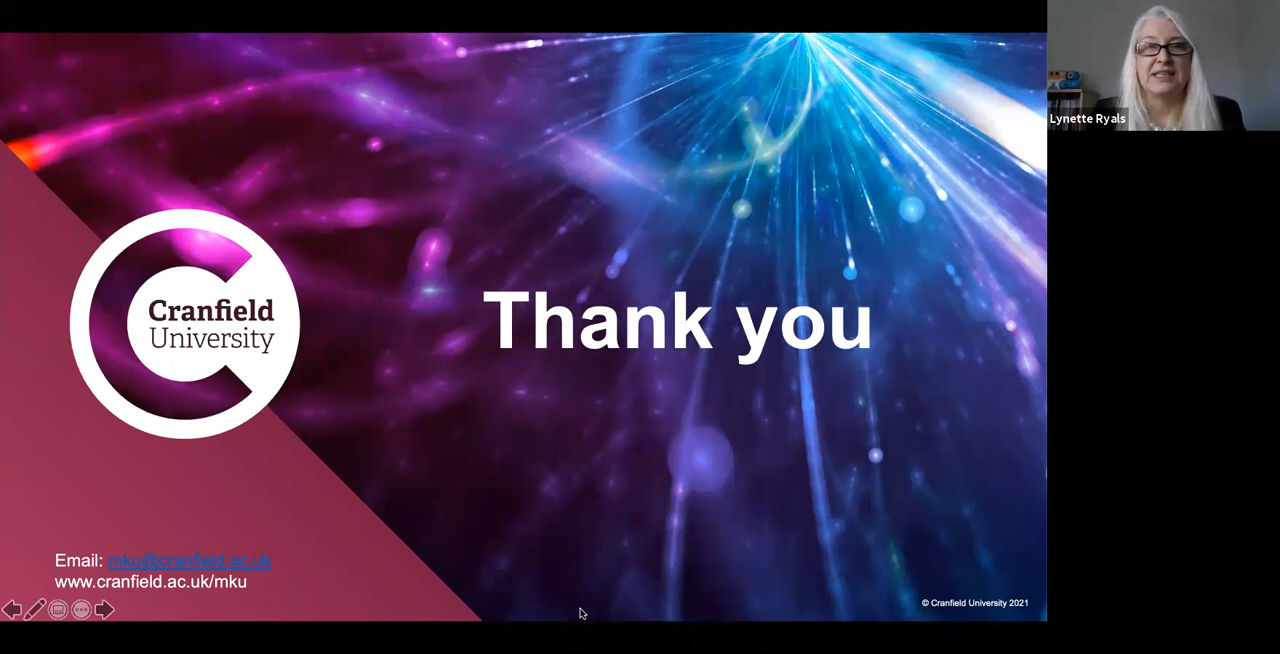 Lynette Ryals
Cranfield
University
Thank you
Email: mku@cranfield.ac.uk
www.cranfield.ac.uk/mku
© Cranfield University 2021